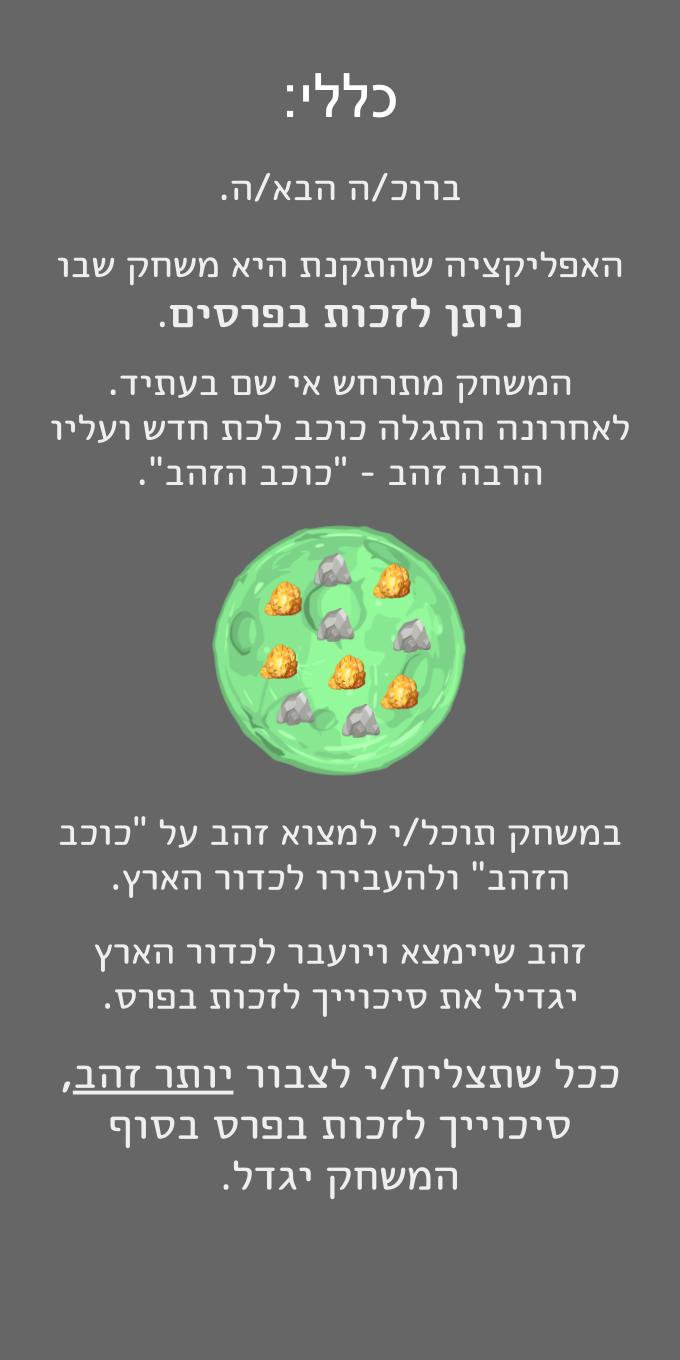 כללי:
ברוכ/ה הבא/ה.
האפליקציה שהתקנת היא משחק שבו
ניתן לזכות בפרסים.
המשחק מתרחש אי שם בעתיד.
לאחרונה התגלה כוכב לכת חדש ועליו
הרבה זהב - "כוכב הזהב".
במשחק תוכל/י למצוא זהב על "כוכב
הזהב" ולהעבירו לכדור הארץ.
זהב שיימצא ויועבר לכדור הארץ
יגדיל את סיכוייך לזכות בפרס.
ככל שתצליח/י לצבור יותר זהב,
סיכוייך לזכות בפרס בסוף
המשחק יגדל.